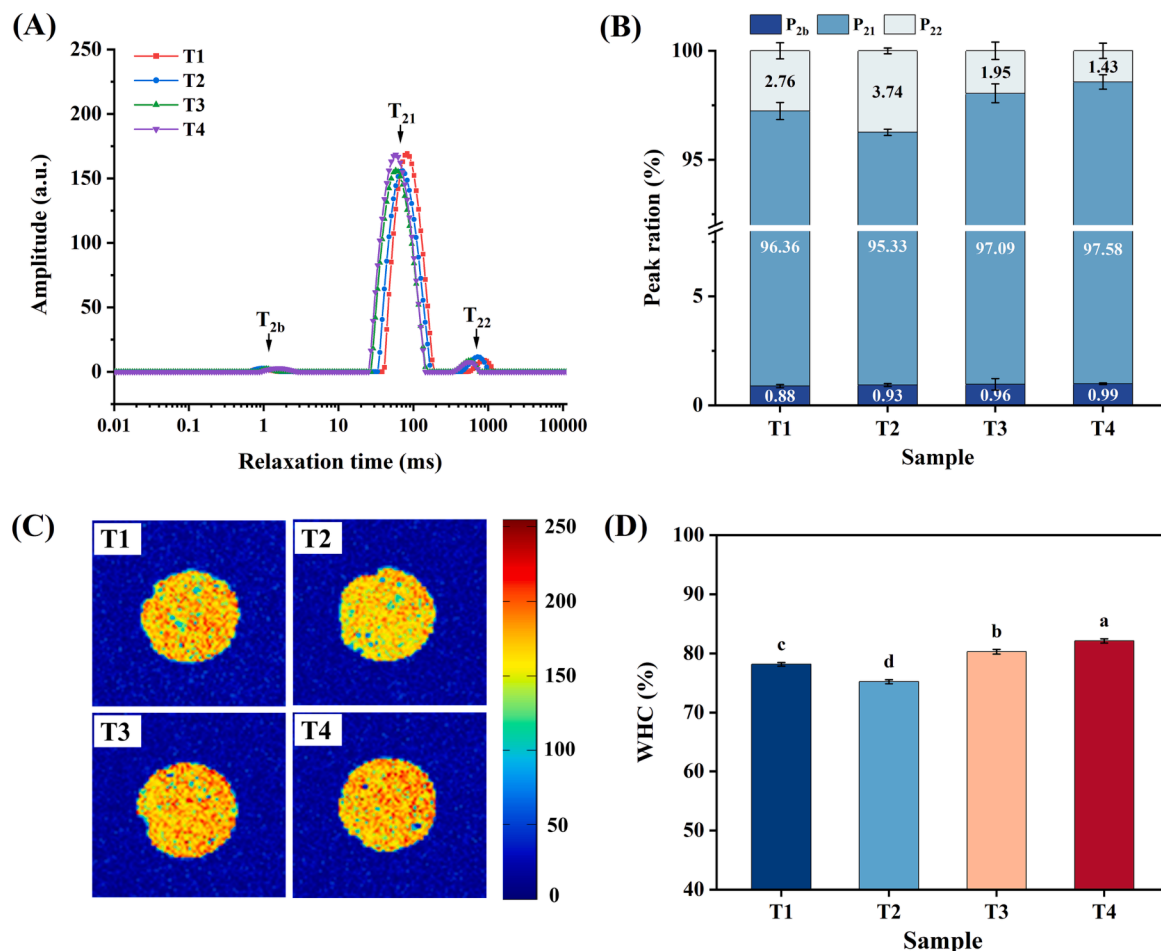 (A)
T1
T2
T3
T4
T2b
T21
T22
Amplitude (a.u.)
250
200
150
100
50
0
0.01 0.1 1 10 100 1000 10000
Relaxation time (ms)
(B)
P2b P21 P22
Peak ration (%)
100
95
5
0
2.76 3.74 1.95 1.43
96.36 95.33 97.09 97.58
0.88 0.93 0.96 0.99
T1 T2 T3 T4
Sample
(C)
T1 T2
T3 T4
250
200
150
100
50
0
(D)
WHC (%)
100
90
80
70
60
50
40
c d b a
T1 T2 T3 T4
Sample